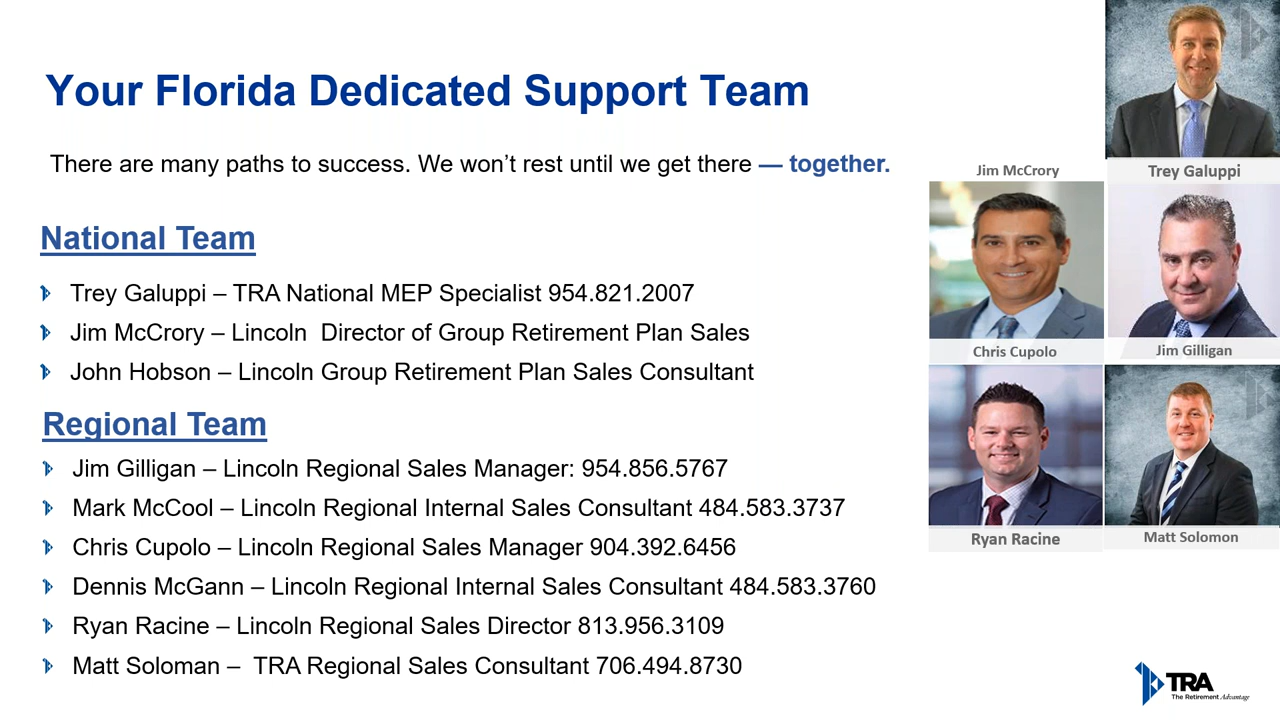 Your Florida Dedicated Support Team
There are many paths to success. We won’t rest until we get there — together.
National Team
Trey Galuppi – TRA National MEP Specialist 954.821.2007
Jim McCrory – Lincoln  Director of Group Retirement Plan Sales
John Hobson – Lincoln Group Retirement Plan Sales Consultant
Regional Team
Jim Gilligan – Lincoln Regional Sales Manager: 954.856.5767
Mark McCool – Lincoln Regional Internal Sales Consultant 484.583.3737
Chris Cupolo – Lincoln Regional Sales Manager 904.392.6456
Dennis McGann – Lincoln Regional Internal Sales Consultant 484.583.3760
Ryan Racine – Lincoln Regional Sales Director 813.956.3109
Matt Soloman –  TRA Regional Sales Consultant 706.494.8730
Jim McCrory
Trey Galuppi
Chris Cupolo
Jim Gilligan
Ryan Racine
Matt Solomon
TRA
The Retirement Advantage